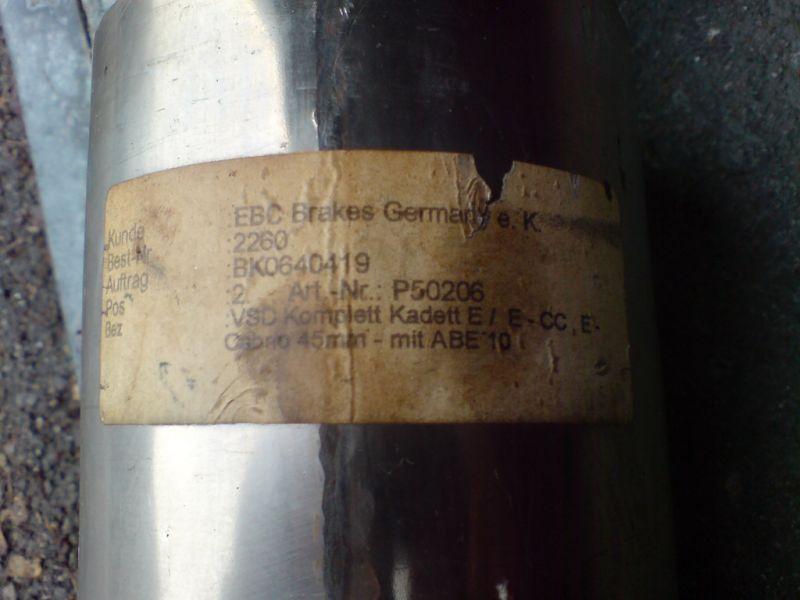 Kunde EBC Brakes Germany e. K.
Best-Nr 2260
Auftrag BK0640419
Pos 2 Art.-Nr.: P50206
Bez VSD Komplett Kadett E / E - CC , E -
Cabrio 45mm - mit ABE 10